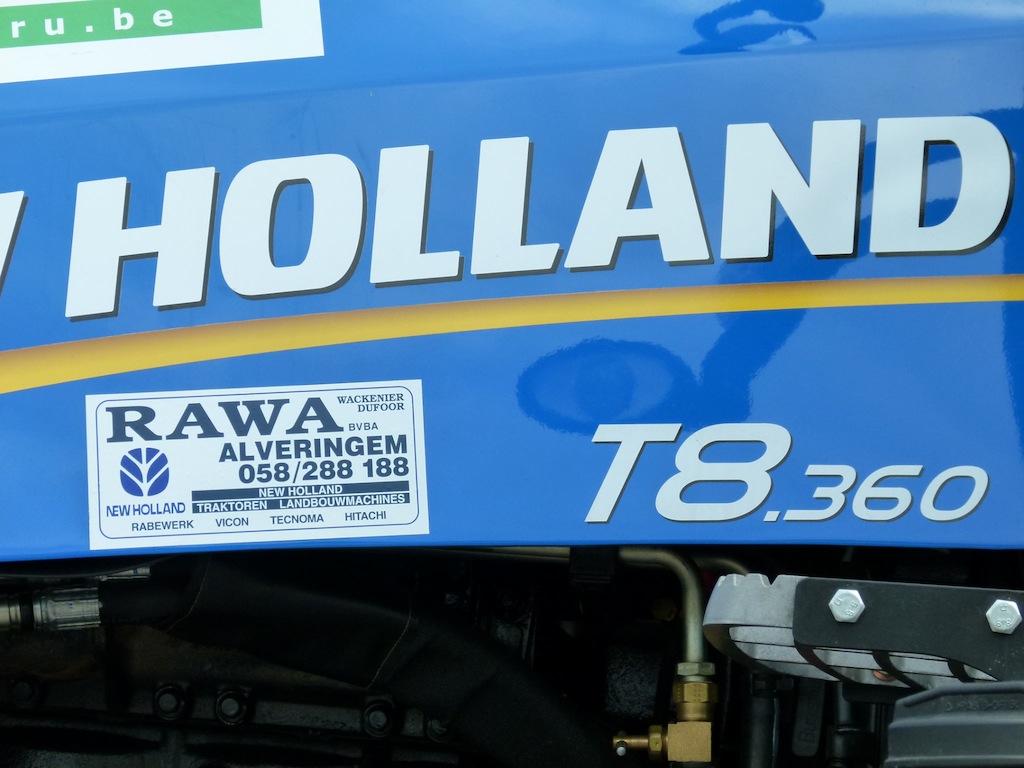 ru.be
HOLLAND
RAWA
WACKENIER
DUFOOR
BVBA
ALVERINGEM
058/288 188
NEW HOLLAND
NEW HOLLAND
TRAKTOREN LANDBOUWMACHINES
RABEWERK VICON TECNOMA HITACHI
T8.360